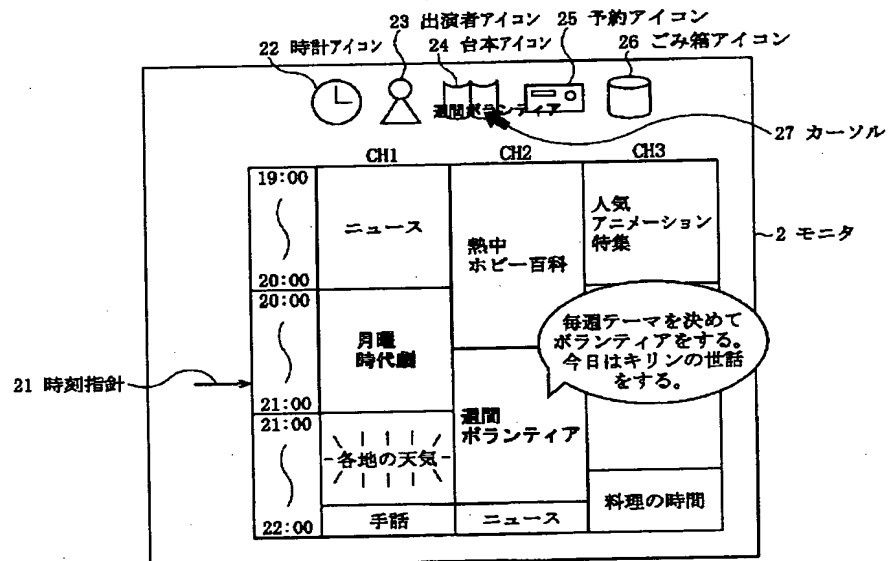 23 出演者アイコン
25 予約アイコン
22 時計アイコン
24 台本アイコン
26 ごみ箱アイコン
週間ボランティア
27 カーソル
CH1
CH2
CH3
19:00
20:00
ニュース
熱中
ホビー百科
人気
アニメーション
特集
2 モニタ
20:00
21:00
月曜
時代劇
毎週テーマを決めて
ボランティアをする。
今日はキリンの世話
をする。
21 時刻指針
21:00
22:00
各地の天気
週間
ボランティア
料理の時間
手話
ニュース